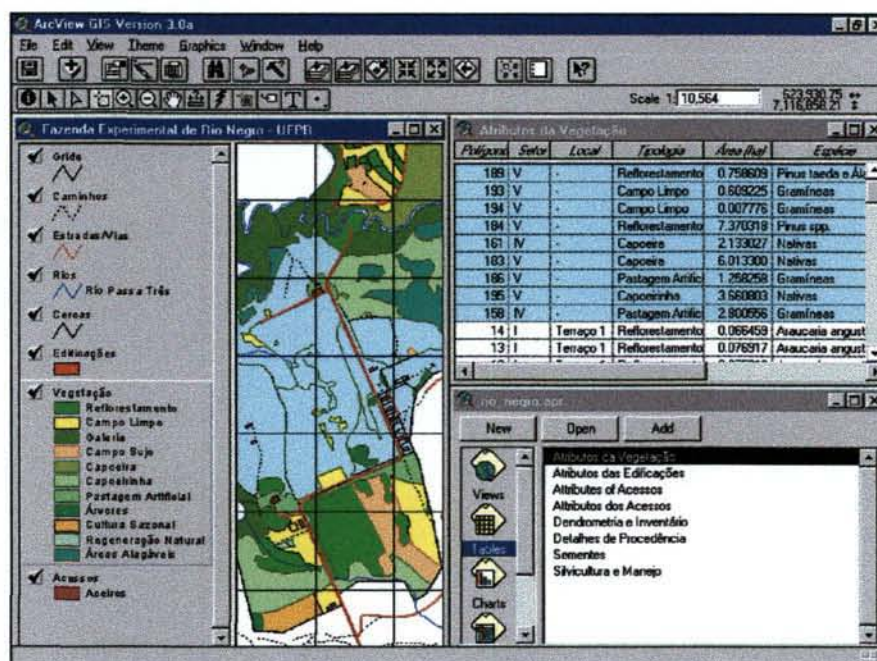 ArcView GIS Version 3.0a
File Edit View Theme Graphics Window Help
Scale 1: 10,564
523,930.75
7,116,858.21
Fazenda Experimental de Rio Negro - UFPR
Grids
Caminhos
Estradas/Vias
Rios
Rio Passa Três
Cercas
Edificações
Vegetação
Reflorestamento
Campo Limpo
Galeria
Campo Sujo
Capoeira
Capoeirinha
Pastagem Artificial
Árvores
Cultura Sazonal
Regeneração Natural
Áreas Alagáveis
Acessos
Aceiros
Atributos da Vegetação
Polígono Setor Local Tipologia Área (ha) Espécie
189 V - Reflorestamento 0.758609 Pinus taeda e Ála
193 V - Campo Limpo 0.609225 Gramíneas
194 V - Campo Limpo 0.007776 Gramíneas
184 V - Reflorestamento 7.370318 Pinus spp.
161 IV - Capoeira 2.133027 Nativas
183 V - Capoeira 6.013300 Nativas
186 V - Pastagem Artific 1.258258 Gramíneas
195 V - Capoeirinha 3.660803 Nativas
158 IV - Pastagem Artific 2.800556 Gramíneas
14 I Terraço 1 Reflorestamento 0.066459 Araucaria angust
13 I Terraço 1 Reflorestamento 0.076917 Araucaria angust
rio_negro.apr
New Open Add
Views
Tables
Charts
Atributos da Vegetação
Atributos das Edificações
Attributes of Acessos
Atributos dos Acessos
Dendrometria e Inventário
Detalhes de Procedência
Sementes
Silvicultura e Manejo